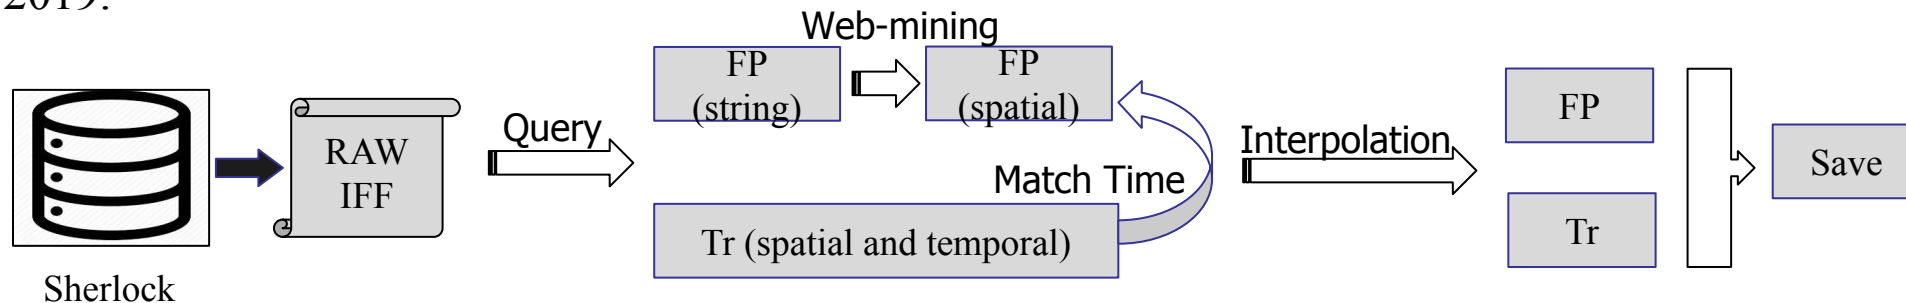 2019.
Web-mining
FP
(string)
FP
(spatial)
RAW
IFF
Query
Match Time
Interpolation
FP
Save
Tr (spatial and temporal)
Tr
Sherlock